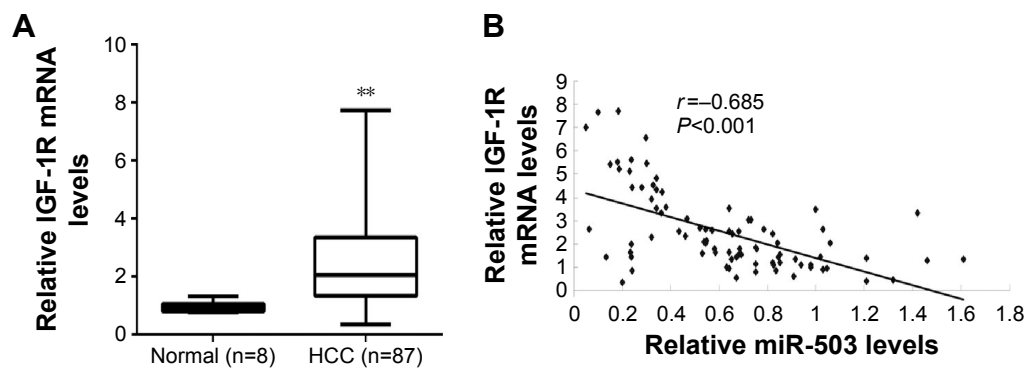 A
Relative IGF-1R mRNA
levels
10
8
6
4
2
0
**
Normal (n=8)
HCC (n=87)
B
Relative IGF-1R
mRNA levels
9
8
7
6
5
4
3
2
1
0
r=–0.685
P<0.001
0 0.2 0.4 0.6 0.8 1 1.2 1.4 1.6 1.8
Relative miR-503 levels